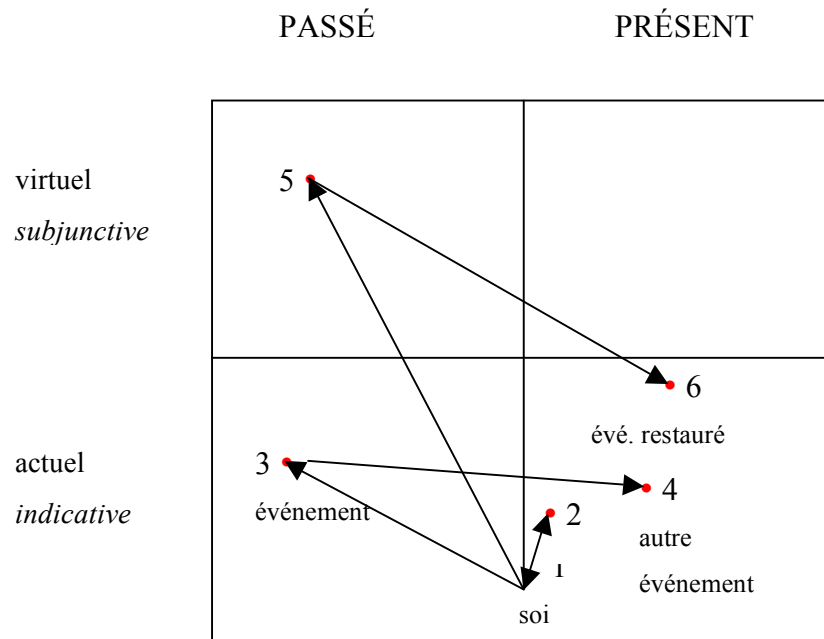 PASSÉ PRÉSENT
virtuel
subjunctive
5
6
évé. restauré
actuel
indicative
3
événement
4
autre
événement
2
1
soi